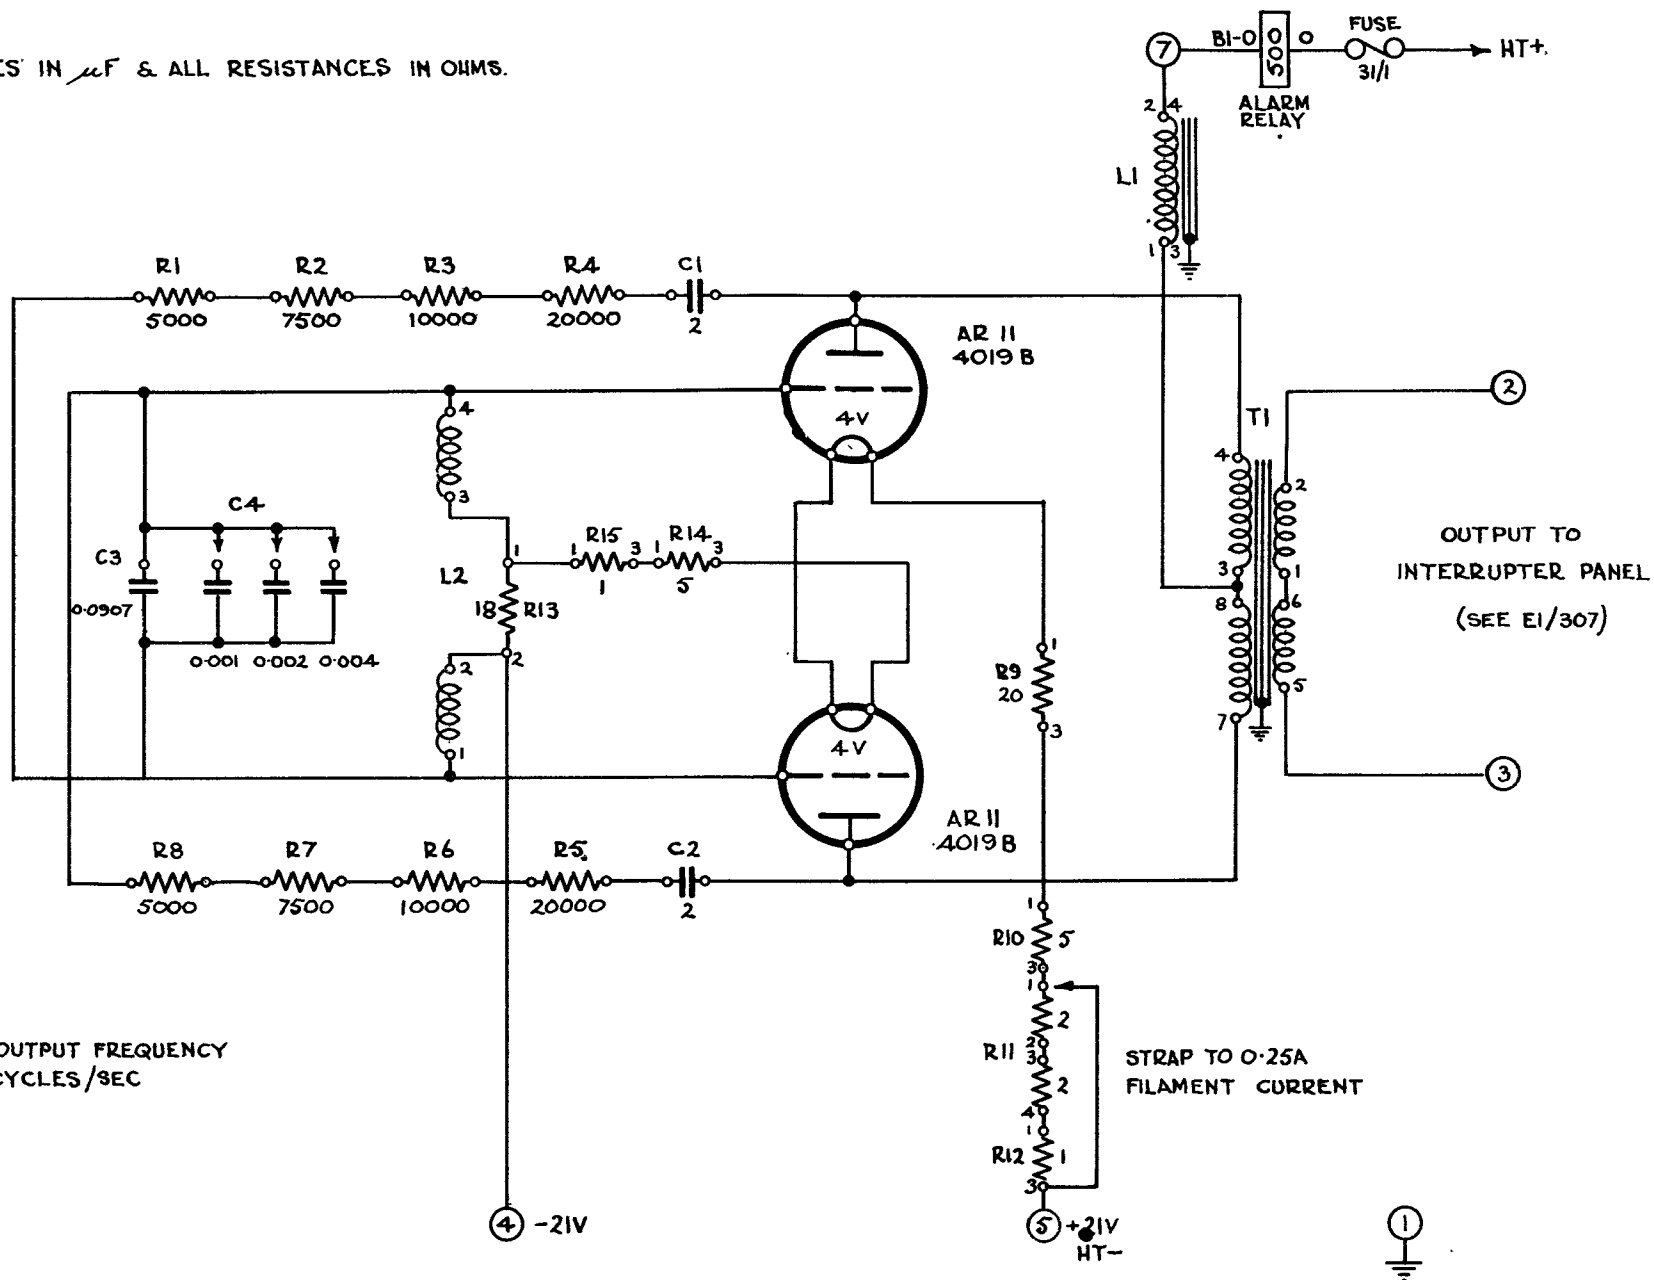 ES IN µF & ALL RESISTANCES IN OHMS.
7
B1-0
500
0
FUSE
31/1
HT+
ALARM
RELAY
2 4
L1
1 3
R1
R2
R3
R4
C1
5000
7500
10000
20000
2
AR 11
4019 B
4V
4
3
C4
C3
0·0907
0·001
0·002
0·004
L2
1
18
R13
2
2
1
1
R15
3
1
1
R14
3
5
1
R9
20
3
T1
4
3
8
7
2
1
6
5
2
3
OUTPUT TO
INTERRUPTER PANEL
(SEE E1/307)
4V
AR 11
4019 B
R8
R7
R6
R5
C2
5000
7500
10000
20000
2
1
R10
5
3
1
2
R11
2
3
2
4
1
R12
1
3
STRAP TO 0·25A
FILAMENT CURRENT
OUTPUT FREQUENCY
CYCLES/SEC
4
-21V
5
+21V
HT-
1